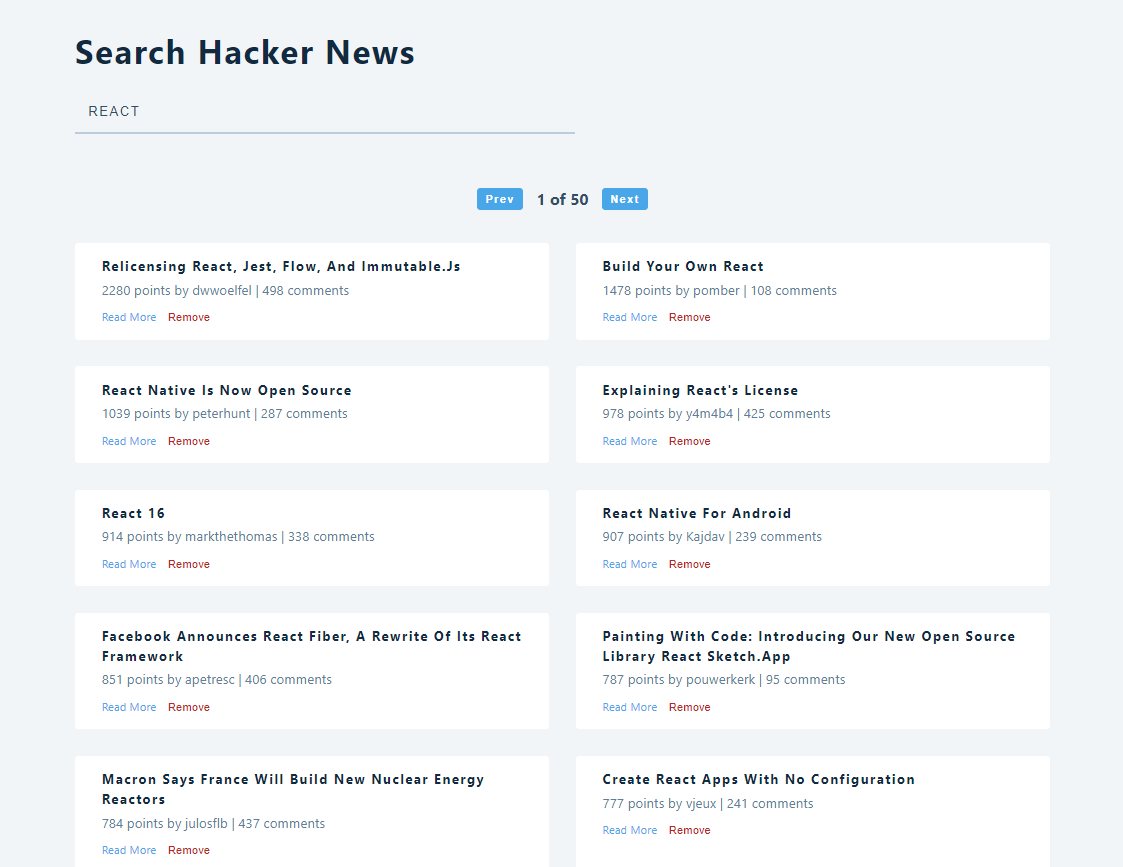 Search Hacker News
REACT
Prev 1 of 50 Next
Relicensing React, Jest, Flow, And Immutable.Js
2280 points by dwwoelfel | 498 comments
Read More Remove
Build Your Own React
1478 points by pomber | 108 comments
Read More Remove
React Native Is Now Open Source
1039 points by peterhunt | 287 comments
Read More Remove
Explaining React's License
978 points by y4m4b4 | 425 comments
Read More Remove
React 16
914 points by markthethomas | 338 comments
Read More Remove
React Native For Android
907 points by Kajdav | 239 comments
Read More Remove
Facebook Announces React Fiber, A Rewrite Of Its React
Framework
851 points by apetresc | 406 comments
Read More Remove
Painting With Code: Introducing Our New Open Source
Library React Sketch.App
787 points by pouwerkerk | 95 comments
Read More Remove
Macron Says France Will Build New Nuclear Energy
Reactors
784 points by julosflb | 437 comments
Read More Remove
Create React Apps With No Configuration
777 points by vjeux | 241 comments
Read More Remove